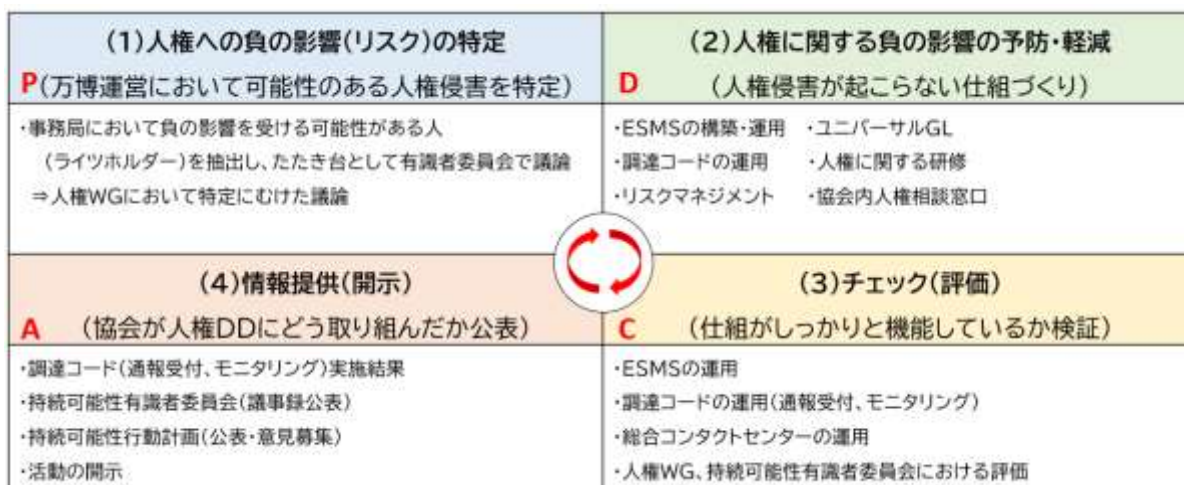 (1)人権への負の影響(リスク)の特定
P(万博運営において可能性のある人権侵害を特定)
・事務局において負の影響を受ける可能性がある人
(ライツホルダー)を抽出し、たたき台として有識者委員会で議論
⇒人権WGにおいて特定にむけた議論
(2)人権に関する負の影響の予防・軽減
D (人権侵害が起こらない仕組づくり)
・ESMSの構築・運用 ・ユニバーサルGL
・調達コードの運用 ・人権に関する研修
・リスクマネジメント ・協会内人権相談窓口
(4)情報提供(開示)
A (協会が人権DDにどう取り組んだか公表)
・調達コード(通報受付、モニタリング)実施結果
・持続可能性有識者委員会(議事録公表)
・持続可能性行動計画(公表・意見募集)
・活動の開示
(3)チェック(評価)
C (仕組がしっかりと機能しているか検証)
・ESMSの運用
・調達コードの運用(通報受付、モニタリング)
・総合コンタクトセンターの運用
・人権WG、持続可能性有識者委員会における評価